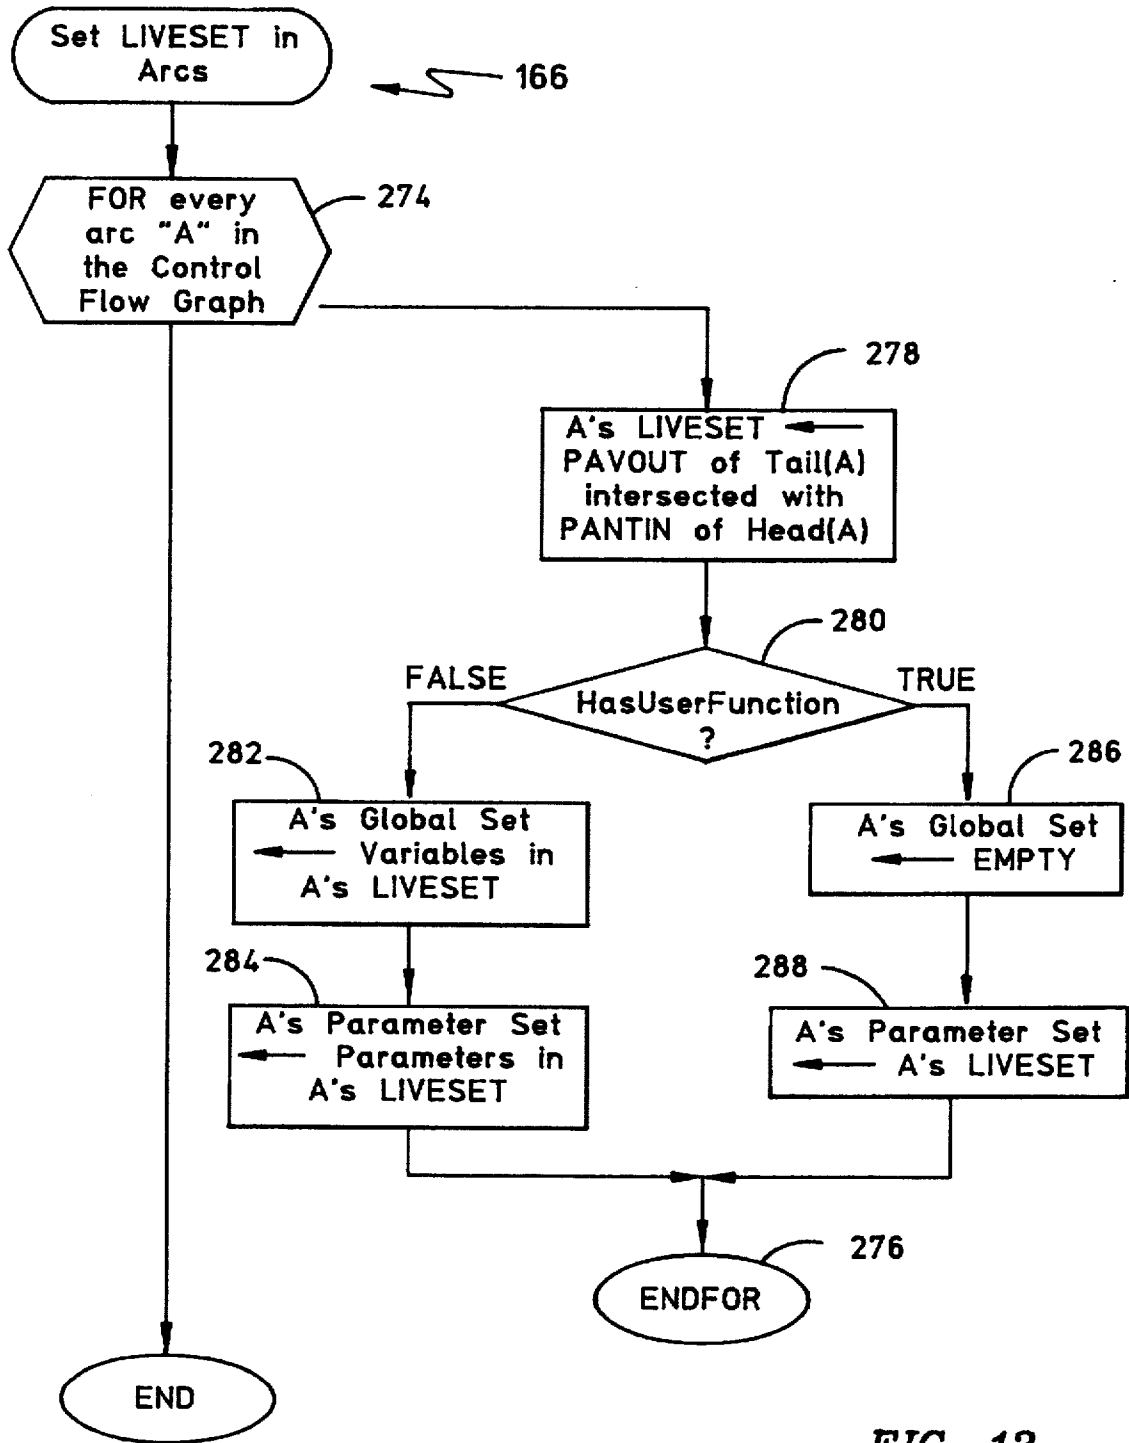 Set LIVESET in
Arcs
166
FOR every
arc "A" in
the Control
Flow Graph
274
278
A's LIVESET
PAVOUT of Tail(A)
intersected with
PANTIN of Head(A)
280
FALSE
TRUE
HasUserFunction
?
282
A's Global Set
Variables in
A's LIVESET
286
A's Global Set
EMPTY
284
A's Parameter Set
Parameters in
A's LIVESET
288
A's Parameter Set
A's LIVESET
276
ENDFOR
END